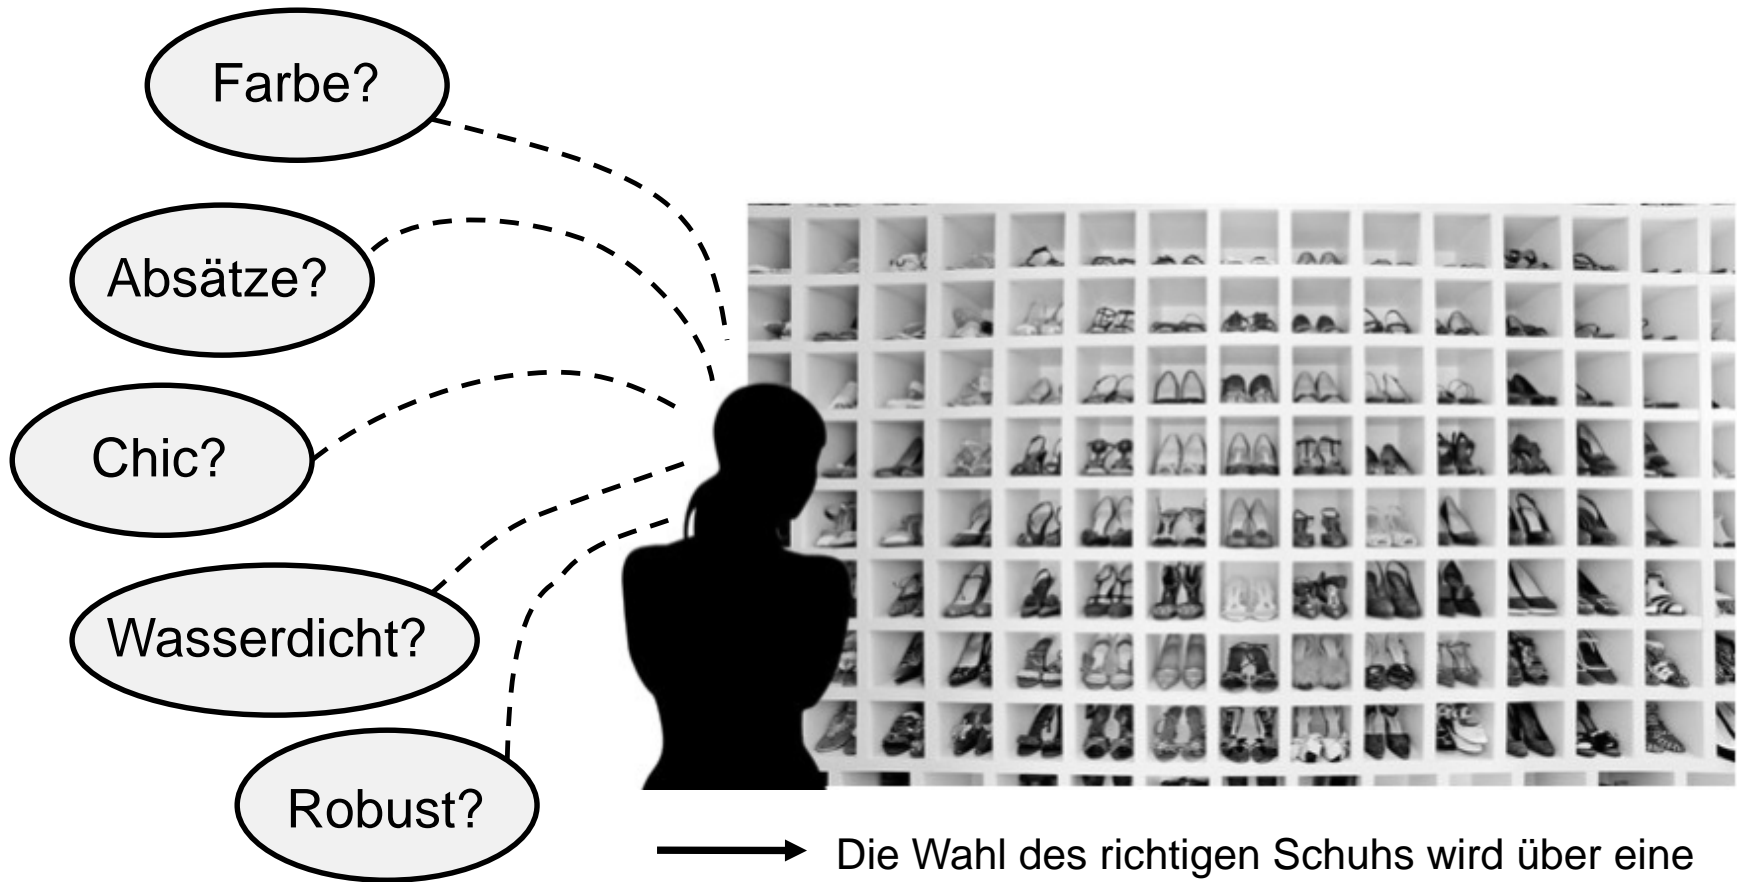 Farbe?
Absätze?
Chic?
Wasserdicht?
Robust?
Die Wahl des richtigen Schuhs wird über eine